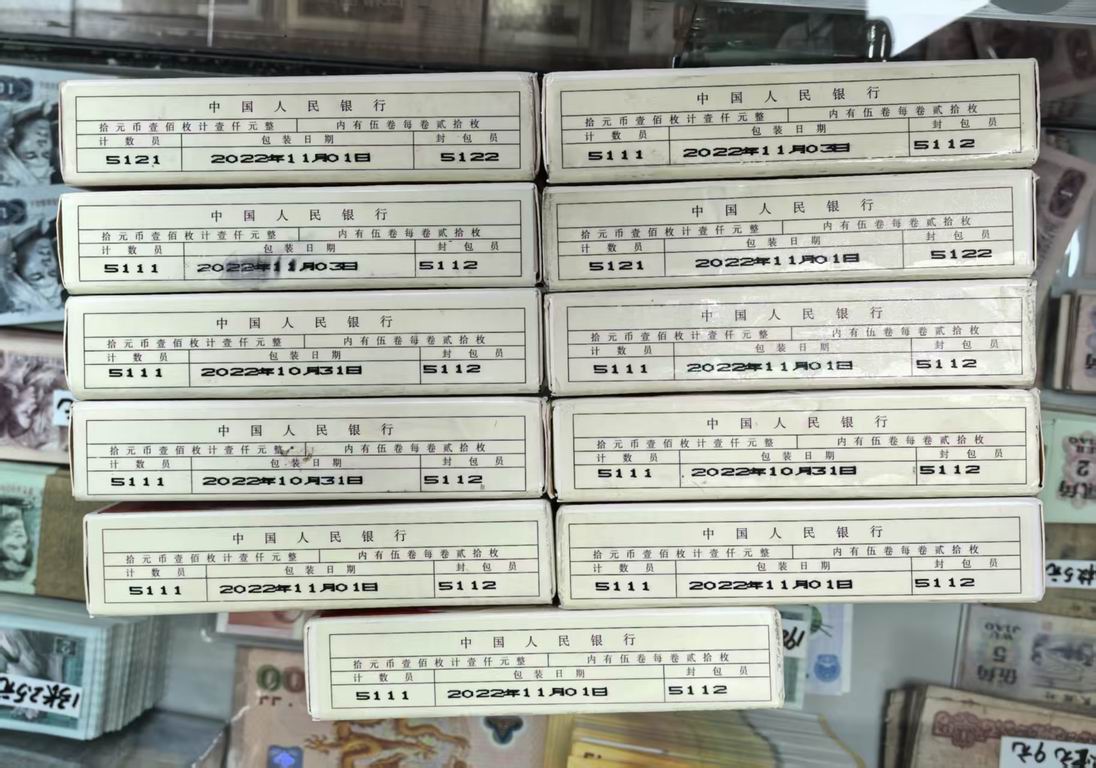 中国人民银行
拾元币壹佰枚计壹仟元整 内有伍卷每卷贰拾枚
计数员 包装日期 封包员
5121 2022年11月01日 5122
中国人民银行
拾元币壹佰枚计壹仟元整 内有伍卷每卷贰拾枚
计数员 包装日期 封包员
5111 2022年11月03日 5112
中国人民银行
拾元币壹佰枚计壹仟元整 内有伍卷每卷贰拾枚
计数员 包装日期 封包员
5111 2022年11月03日 5112
中国人民银行
拾元币壹佰枚计壹仟元整 内有伍卷每卷贰拾枚
计数员 包装日期 封包员
5121 2022年11月01日 5122
中国人民银行
拾元币壹佰枚计壹仟元整 内有伍卷每卷贰拾枚
计数员 包装日期 封包员
5111 2022年10月31日 5112
中国人民银行
拾元币壹佰枚计壹仟元整 内有伍卷每卷贰拾枚
计数员 包装日期 封包员
5111 2022年11月01日 5112
中国人民银行
拾元币壹佰枚计壹仟元整 内有伍卷每卷贰拾枚
计数员 包装日期 封包员
5111 2022年10月31日 5112
中国人民银行
拾元币壹佰枚计壹仟元整 内有伍卷每卷贰拾枚
计数员 包装日期 封包员
5111 2022年10月31日 5112
中国人民银行
拾元币壹佰枚计壹仟元整 内有伍卷每卷贰拾枚
计数员 包装日期 封包员
5111 2022年11月01日 5112
中国人民银行
拾元币壹佰枚计壹仟元整 内有伍卷每卷贰拾枚
计数员 包装日期 封包员
5111 2022年11月01日 5112
中国人民银行
拾元币壹佰枚计壹仟元整 内有伍卷每卷贰拾枚
计数员 包装日期 封包员
5111 2022年11月01日 5112
2
JIAO
贰角
5
JIAO
伍角
9元